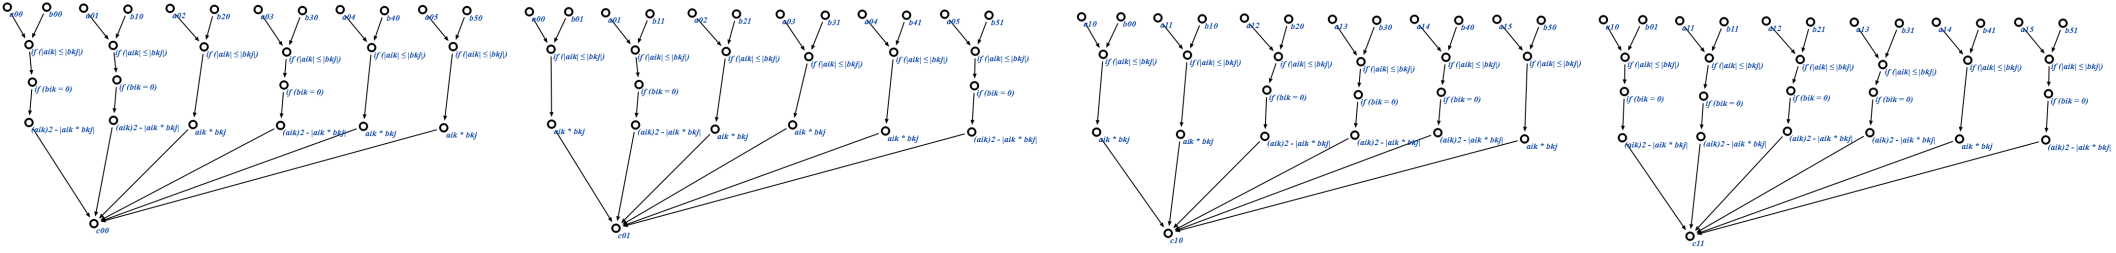 a00 b00 a01 b10 a02 b20 a03 b30 a04 b40 a05 b50
if (|aik| ≤ |bkj|) if (|aik| ≤ |bkj|) if (|aik| ≤ |bkj|) if (|aik| ≤ |bkj|) if (|aik| ≤ |bkj|) if (|aik| ≤ |bkj|)
if (bik = 0) if (bik = 0) if (bik = 0)
(aik)2 - |aik * bkj| (aik)2 - |aik * bkj| aik * bkj (aik)2 - |aik * bkj| aik * bkj aik * bkj
c00
a00 b01 a01 b11 a02 b21 a03 b31 a04 b41 a05 b51
if (|aik| ≤ |bkj|) if (|aik| ≤ |bkj|) if (|aik| ≤ |bkj|) if (|aik| ≤ |bkj|) if (|aik| ≤ |bkj|) if (|aik| ≤ |bkj|)
if (bik = 0) if (bik = 0)
aik * bkj (aik)2 - |aik * bkj| aik * bkj aik * bkj aik * bkj (aik)2 - |aik * bkj|
c01
a10 b00 a11 b10 a12 b20 a13 b30 a14 b40 a15 b50
if (|aik| ≤ |bkj|) if (|aik| ≤ |bkj|) if (|aik| ≤ |bkj|) if (|aik| ≤ |bkj|) if (|aik| ≤ |bkj|) if (|aik| ≤ |bkj|)
if (bik = 0) if (bik = 0) if (bik = 0)
aik * bkj aik * bkj (aik)2 - |aik * bkj| (aik)2 - |aik * bkj| (aik)2 - |aik * bkj| aik * bkj
c10
a10 b01 a11 b11 a12 b21 a13 b31 a14 b41 a15 b51
if (|aik| ≤ |bkj|) if (|aik| ≤ |bkj|) if (|aik| ≤ |bkj|) if (|aik| ≤ |bkj|) if (|aik| ≤ |bkj|) if (|aik| ≤ |bkj|)
if (bik = 0) if (bik = 0) if (bik = 0) if (bik = 0) if (bik = 0)
(aik)2 - |aik * bkj| (aik)2 - |aik * bkj| (aik)2 - |aik * bkj| (aik)2 - |aik * bkj| aik * bkj (aik)2 - |aik * bkj|
c11